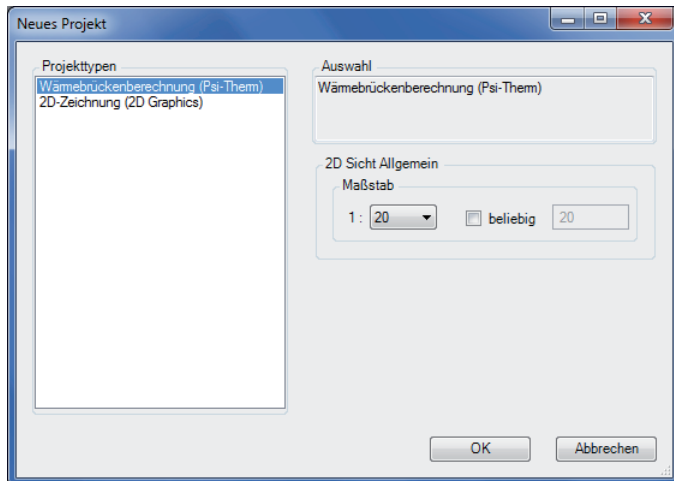 Neues Projekt
Projekttypen
Wärmebrückenberechnung (Psi-Therm)
2D-Zeichnung (2D Graphics)
Auswahl
Wärmebrückenberechnung (Psi-Therm)
2D Sicht Allgemein
Maßstab
1 : 20 beliebig 20
OK Abbrechen